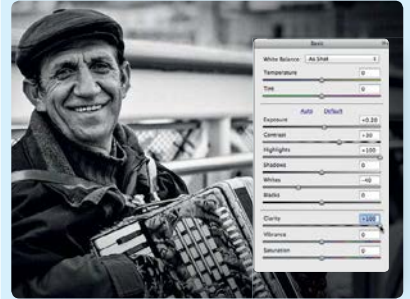 Basic
White Balance: As Shot
Temperature 0
Tint 0
Auto Default
Exposure +0.20
Contrast +30
Highlights +100
Shadows 0
Whites -40
Blacks 0
Clarity +100
Vibrance 0
Saturation 0